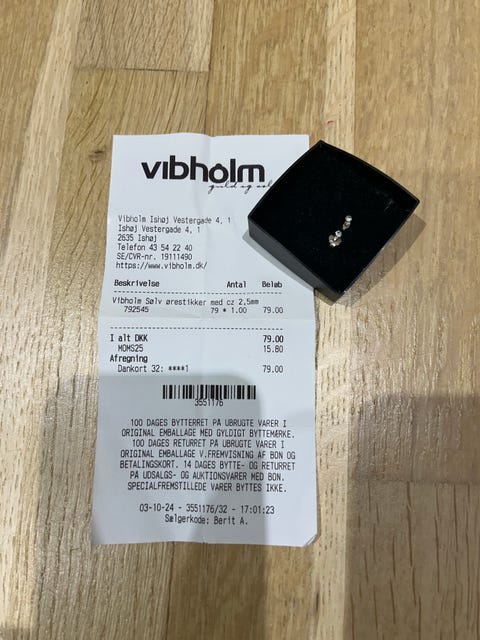 vibholm
guld og sølv
Vibholm Ishøj Vestergade 4, 1
Ishøj Vestergade 4, 1
2635 Ishøj
Telefon 43 54 22 40
SE/CVR-nr. 19111490
https://www.vibholm.dk/
Beskrivelse Antal Beløb
Vibholm Sølv ørestikker med cz 2,5mm
792545 79 * 1.00 79.00
I alt DKK 79.00
MOMS25 15.80
Afregning
Dankort 32: ****1 79.00
3551176
100 DAGES BYTTERET PÅ UBRUGTE VARER I
ORIGINAL EMBALLAGE MED GYLDIGT BYTTEMÆRKE.
100 DAGES RETURRET PÅ UBRUGTE VARER I
ORIGINAL EMBALLAGE V.FREMVISNING AF BON OG
BETALINGSKORT. 14 DAGES BYTTE- OG RETURRET
PÅ UDSALGS- OG AUKTIONSVARER MED BON.
SPECIALFREMSTILLEDE VARER BYTTES IKKE.
03-10-24 - 3551176/32 - 17:01:23
Sælgerkode: Berit A.